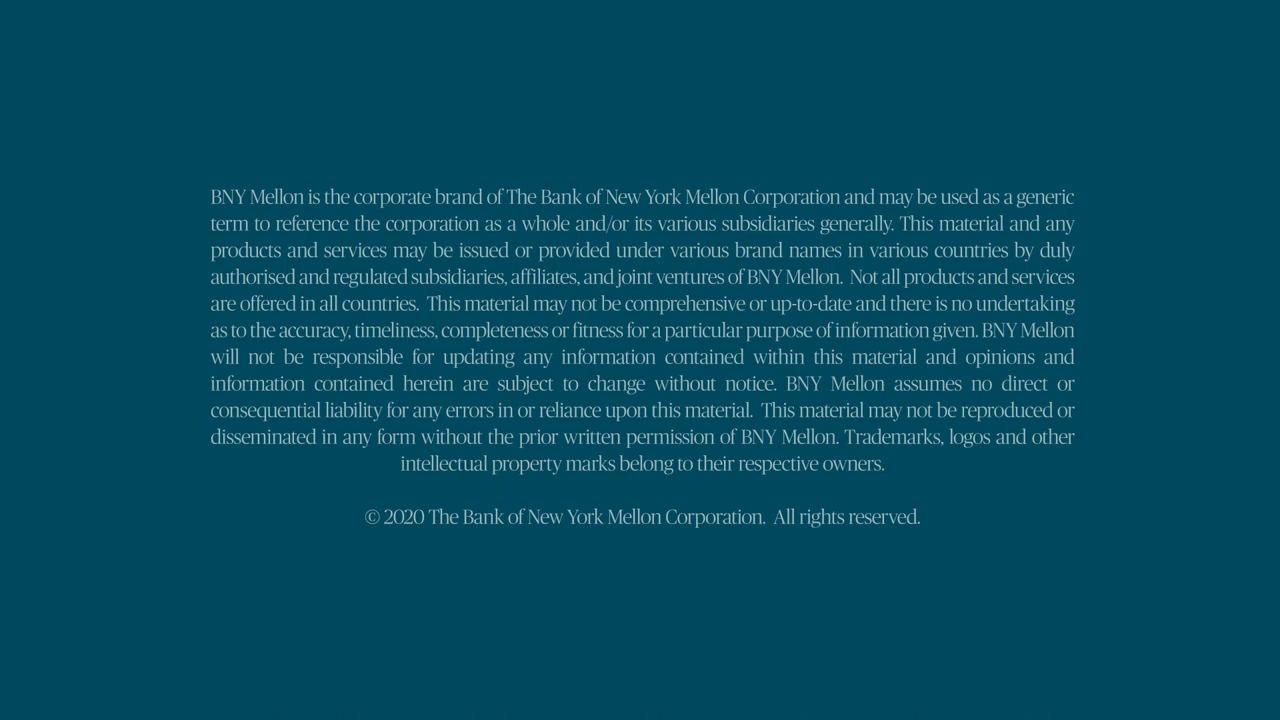 BNY Mellon is the corporate brand of The Bank of New York Mellon Corporation and may be used as a generic
term to reference the corporation as a whole and/or its various subsidiaries generally. This material and any
products and services may be issued or provided under various brand names in various countries by duly
authorised and regulated subsidiaries, affiliates, and joint ventures of BNY Mellon.  Not all products and services
are offered in all countries.  This material may not be comprehensive or up-to-date and there is no undertaking
as to the accuracy, timeliness, completeness or fitness for a particular purpose of information given. BNY Mellon
will not be responsible for updating any information contained within this material and opinions and
information contained herein are subject to change without notice. BNY Mellon assumes no direct or
consequential liability for any errors in or reliance upon this material.  This material may not be reproduced or
disseminated in any form without the prior written permission of BNY Mellon. Trademarks, logos and other
intellectual property marks belong to their respective owners.
© 2020 The Bank of New York Mellon Corporation.  All rights reserved.